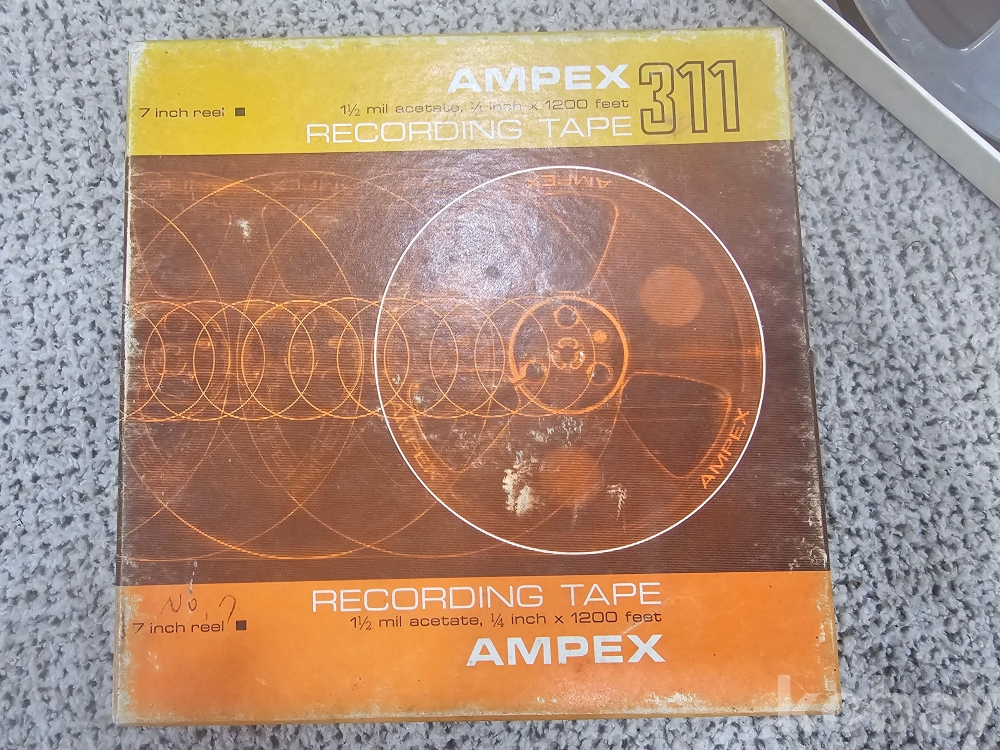 AMPEX 311
7 inch reel ■ 1½ mil acetate, ¼ inch x 1200 feet
RECORDING TAPE
AMPEX
AMPEX
AMPEX
RECORDING TAPE
No. 7
7 inch reel ■ 1½ mil acetate, ¼ inch x 1200 feet
AMPEX